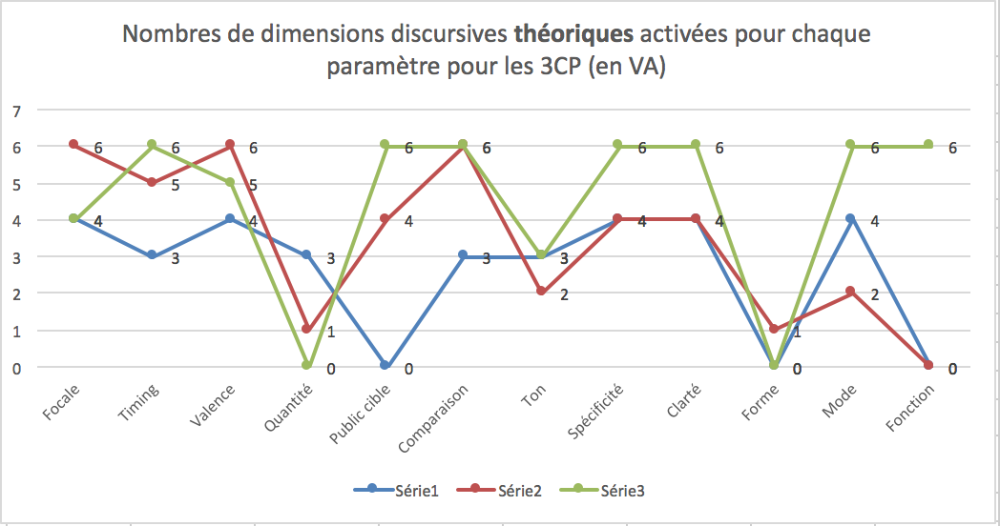 Nombres de dimensions discursives théoriques activées pour chaque
paramètre pour les 3CP (en VA)
7
6
5
4
3
2
1
0
6 6 6 6 6 6 6 6 6
5 5
4 4 4 4 4 4
3 3 3 3
2 2
1 1
0 0 0 0
Focale Timing Valence Quantité Public cible Comparaison Ton Spécificité Clarté Forme Mode Fonction
Série1 Série2 Série3